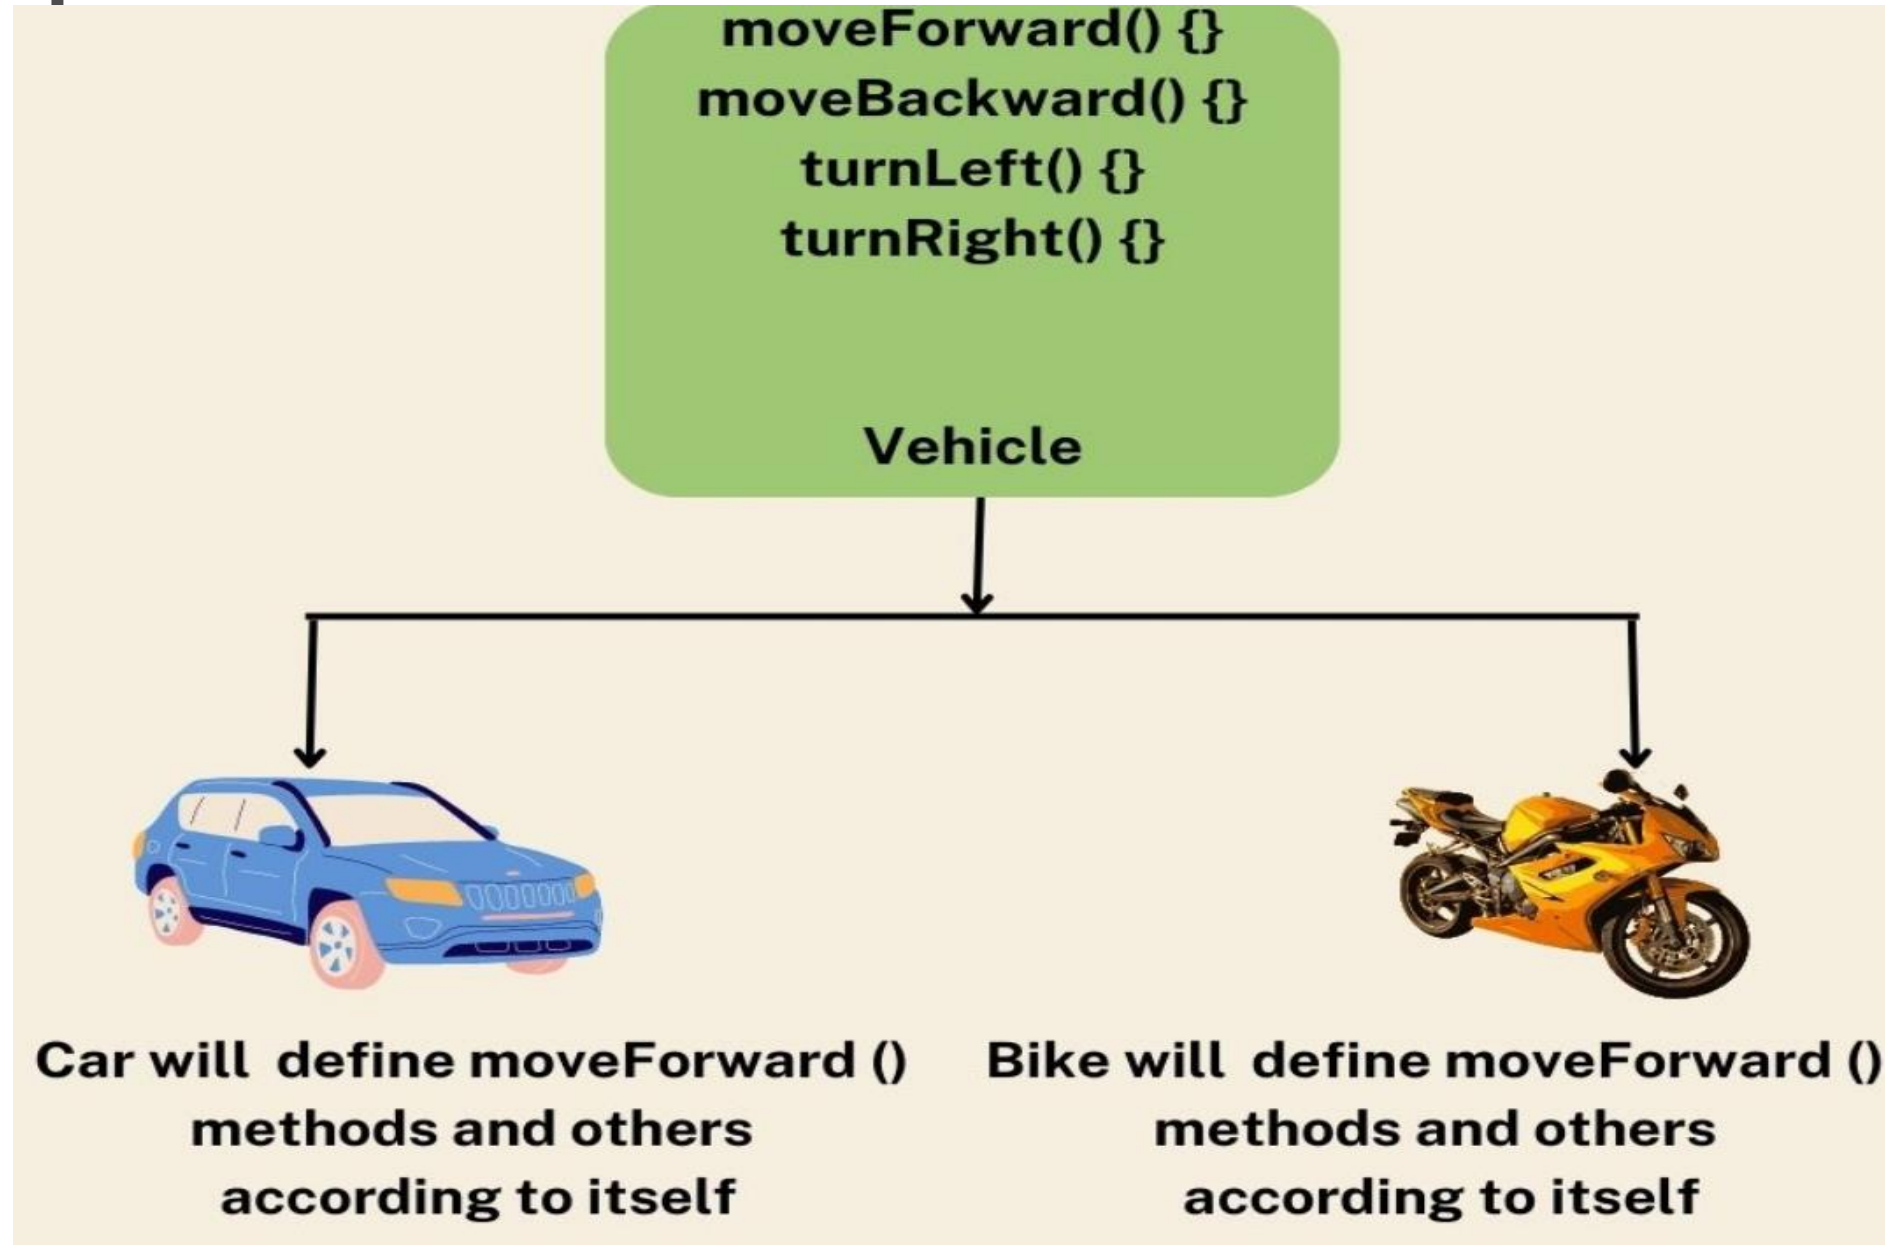 moveForward() {}
moveBackward() {}
turnLeft() {}
turnRight() {}
Vehicle
Car will define moveForward ()
methods and others
according to itself
Bike will define moveForward ()
methods and others
according to itself